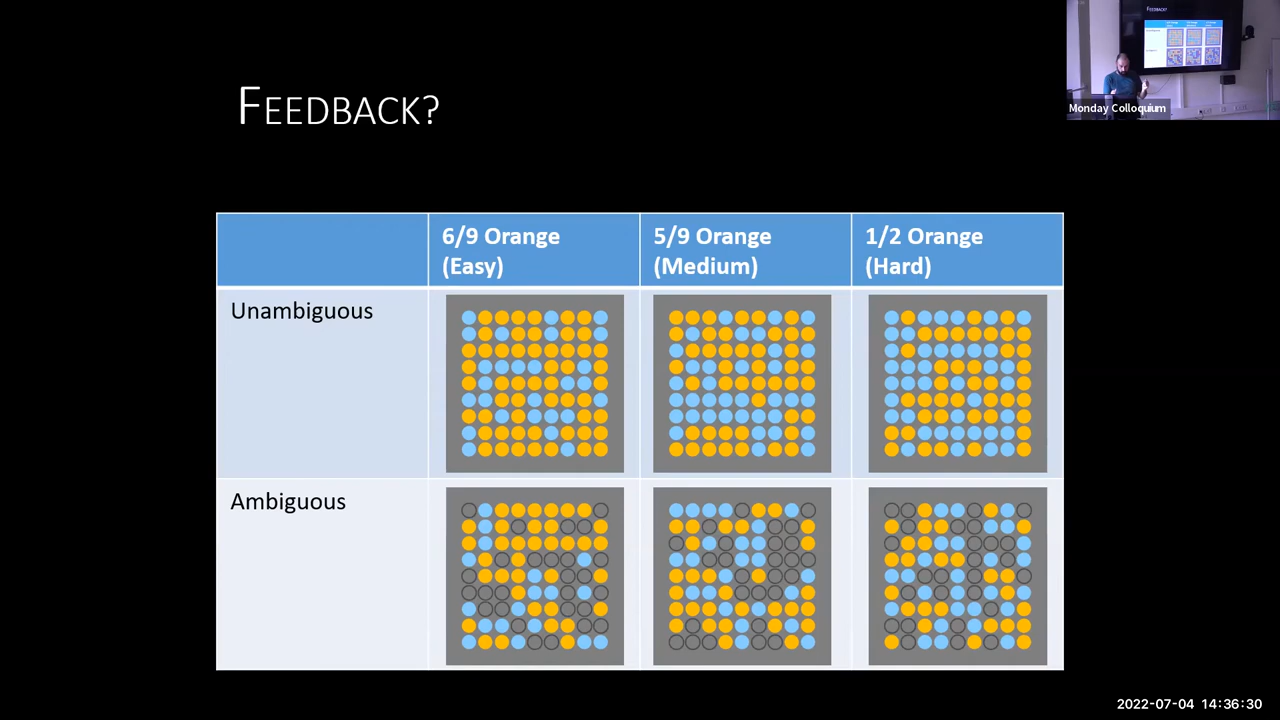 FEEDBACK?
Monday Colloquium
6/9 Orange
(Easy)
5/9 Orange
(Medium)
1/2 Orange
(Hard)
Unambiguous
Ambiguous
2022-07-04 14:36:30